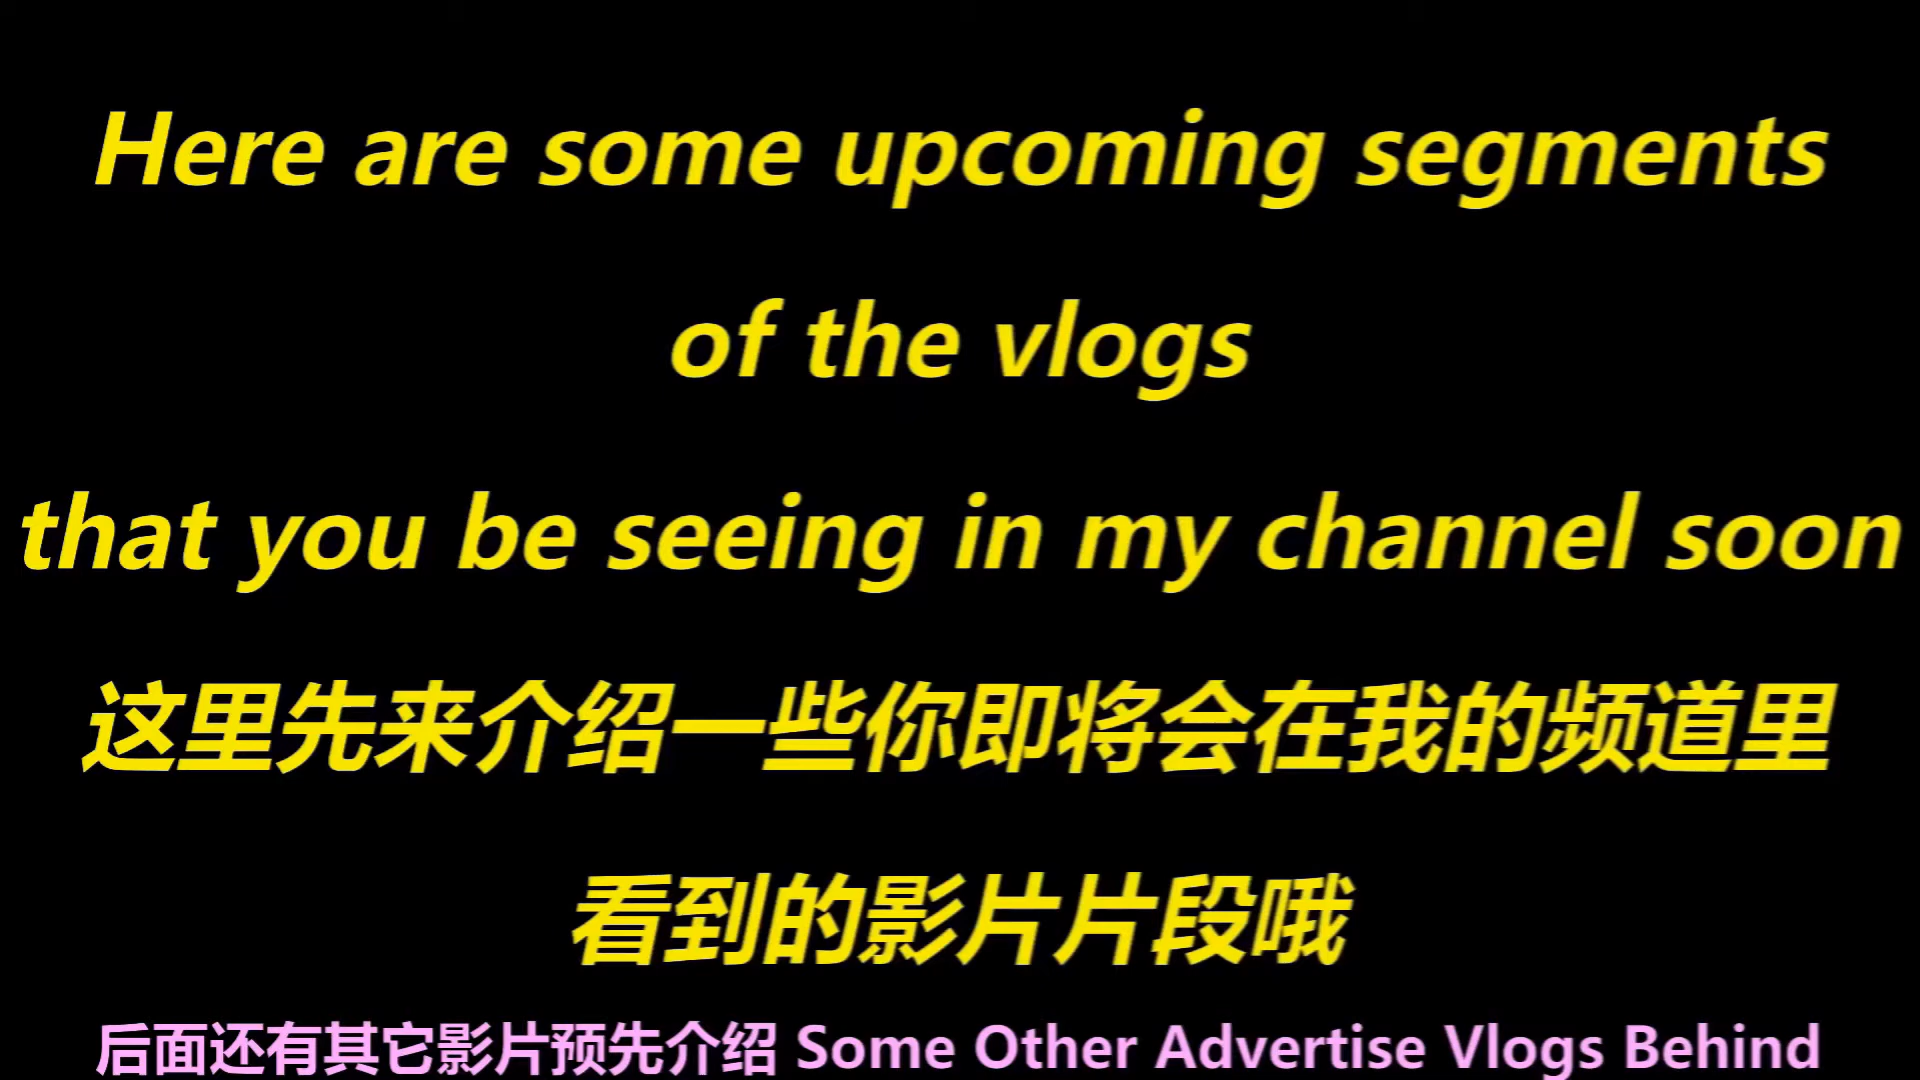 Here are some upcoming segments
of the vlogs
that you be seeing in my channel soon
这里先来介绍一些你即将会在我的频道里
看到的影片片段哦
后面还有其它影片预先介绍 Some Other Advertise Vlogs Behind